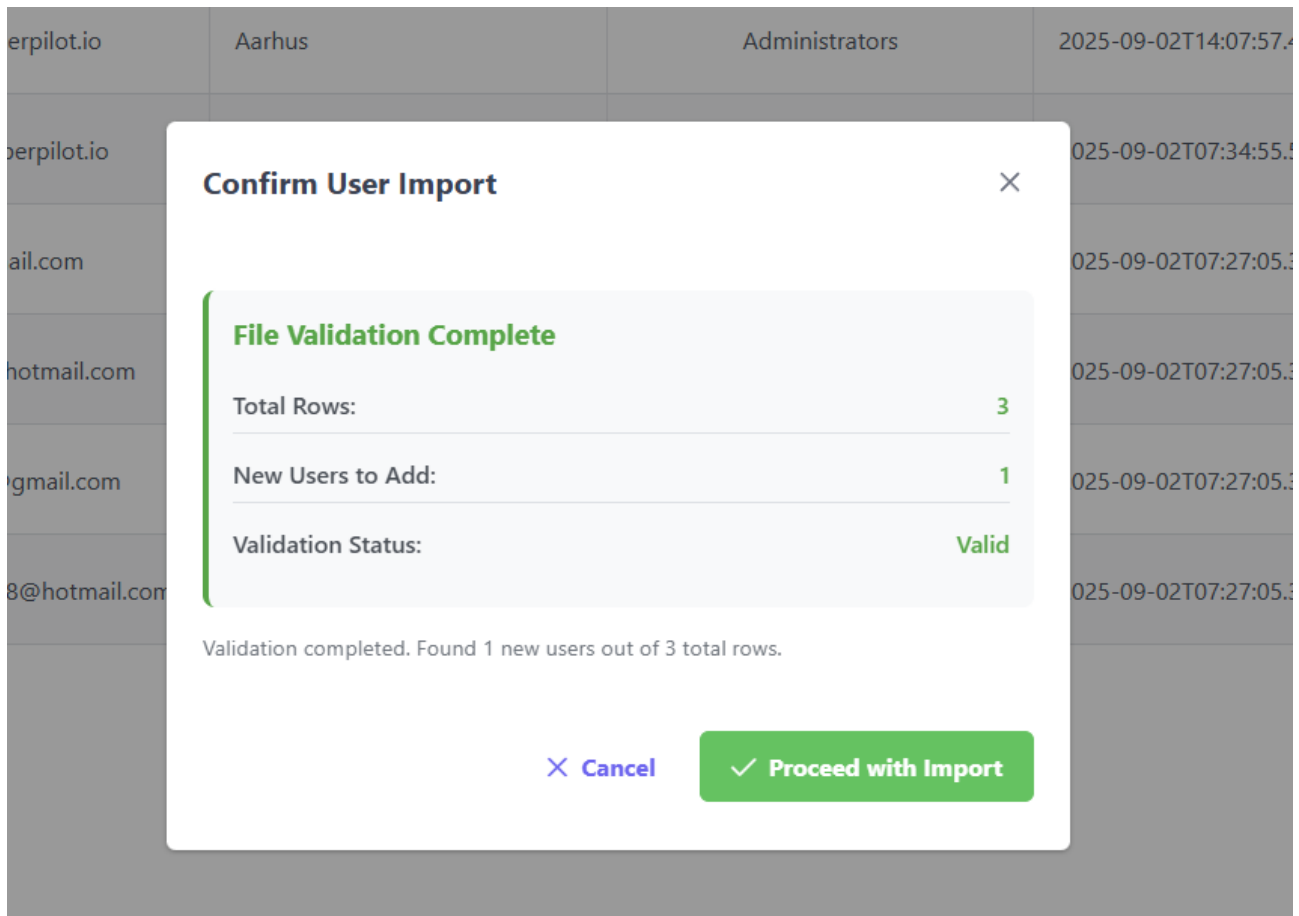 erpilot.io Aarhus Administrators 2025-09-02T14:07:57.4
perpilot.io 025-09-02T07:34:55.5
Confirm User Import
ail.com 025-09-02T07:27:05.3
File Validation Complete
hotmail.com 025-09-02T07:27:05.3
Total Rows: 3
New Users to Add: 1
@gmail.com 025-09-02T07:27:05.3
Validation Status: Valid
8@hotmail.com 025-09-02T07:27:05.3
Validation completed. Found 1 new users out of 3 total rows.
Cancel Proceed with Import